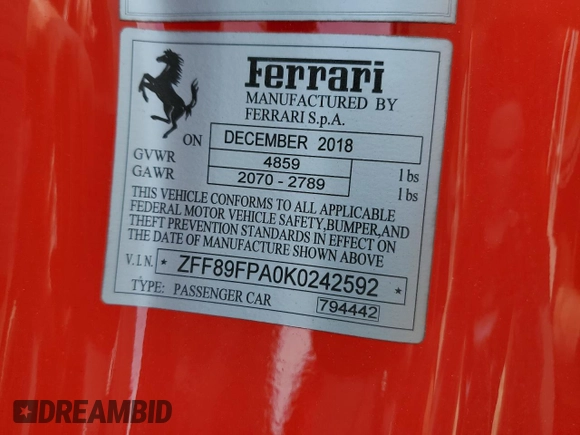 Ferrari
MANUFACTURED BY
FERRARI S.p.A.
ON DECEMBER 2018
GVWR 4859 lbs
GAWR 2070 - 2789 lbs
THIS VEHICLE CONFORMS TO ALL APPLICABLE
FEDERAL MOTOR VEHICLE SAFETY,BUMPER,AND
THEFT PREVENTION STANDARDS IN EFFECT ON
THE DATE OF MANUFACTURE SHOWN ABOVE
V.I.N. * ZFF89FPA0K0242592 *
TYPE: PASSENGER CAR 794442
DREAMBID